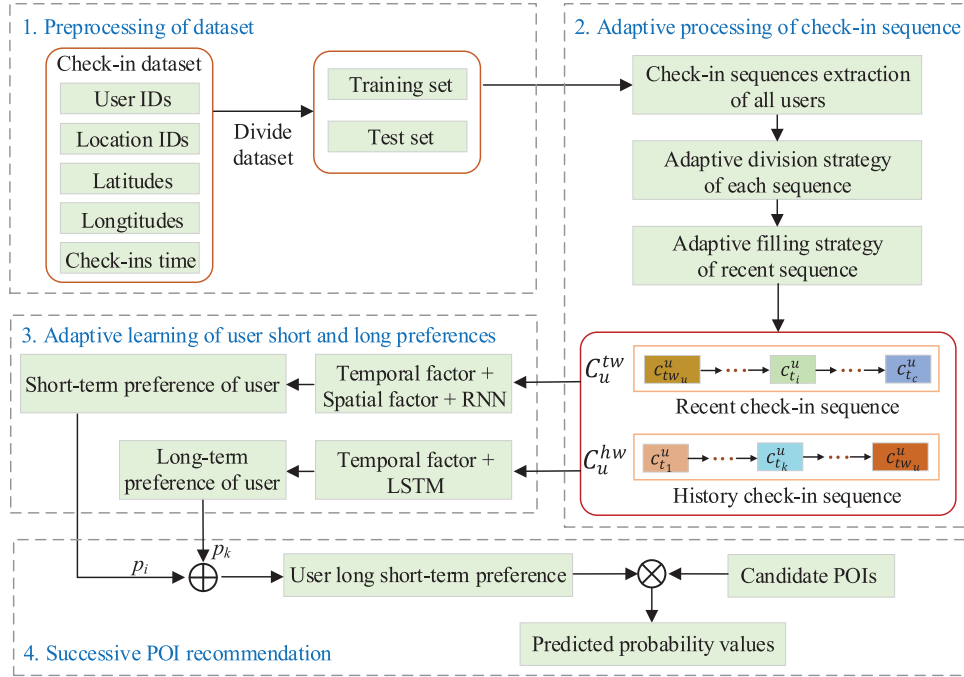 1. Preprocessing of dataset
Check-in dataset
User IDs
Location IDs
Latitudes
Longtitudes
Check-ins time
Divide
dataset
Training set
Test set
2. Adaptive processing of check-in sequence
Check-in sequences extraction
of all users
Adaptive division strategy
of each sequence
Adaptive filling strategy
of recent sequence
C_u^{tw}
c_{tw_u}^u
c_{t_i}^u
c_{t_c}^u
Recent check-in sequence
C_u^{hw}
c_{t_1}^u
c_{t_k}^u
c_{tw_u}^u
History check-in sequence
3. Adaptive learning of user short and long preferences
Short-term preference of user
Temporal factor +
Spatial factor + RNN
Long-term
preference of user
Temporal factor +
LSTM
p_i
p_k
User long short-term preference
Candidate POIs
Predicted probability values
4. Successive POI recommendation